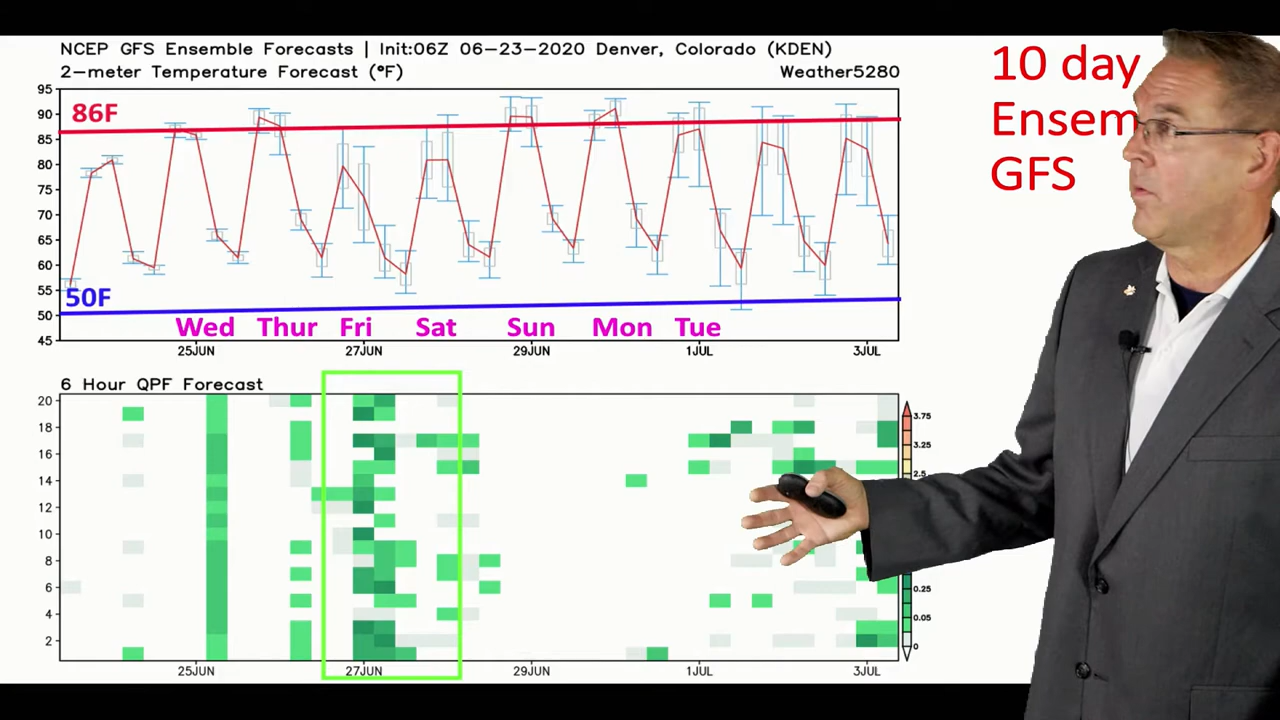 NCEP GFS Ensemble Forecasts | Init:06Z 06-23-2020 Denver, Colorado (KDEN)
2-meter Temperature Forecast (°F)
Weather5280
10 day
Ensem
GFS
95
90
85
80
75
70
65
60
55
50
45
86F
50F
Wed Thur Fri Sat Sun Mon Tue
25JUN 27JUN 29JUN 1JUL 3JUL
6 Hour QPF Forecast
20
18
16
14
12
10
8
6
4
2
25JUN 27JUN 29JUN 1JUL 3JUL
3.75
3.25
2.5
0.25
0.05
0